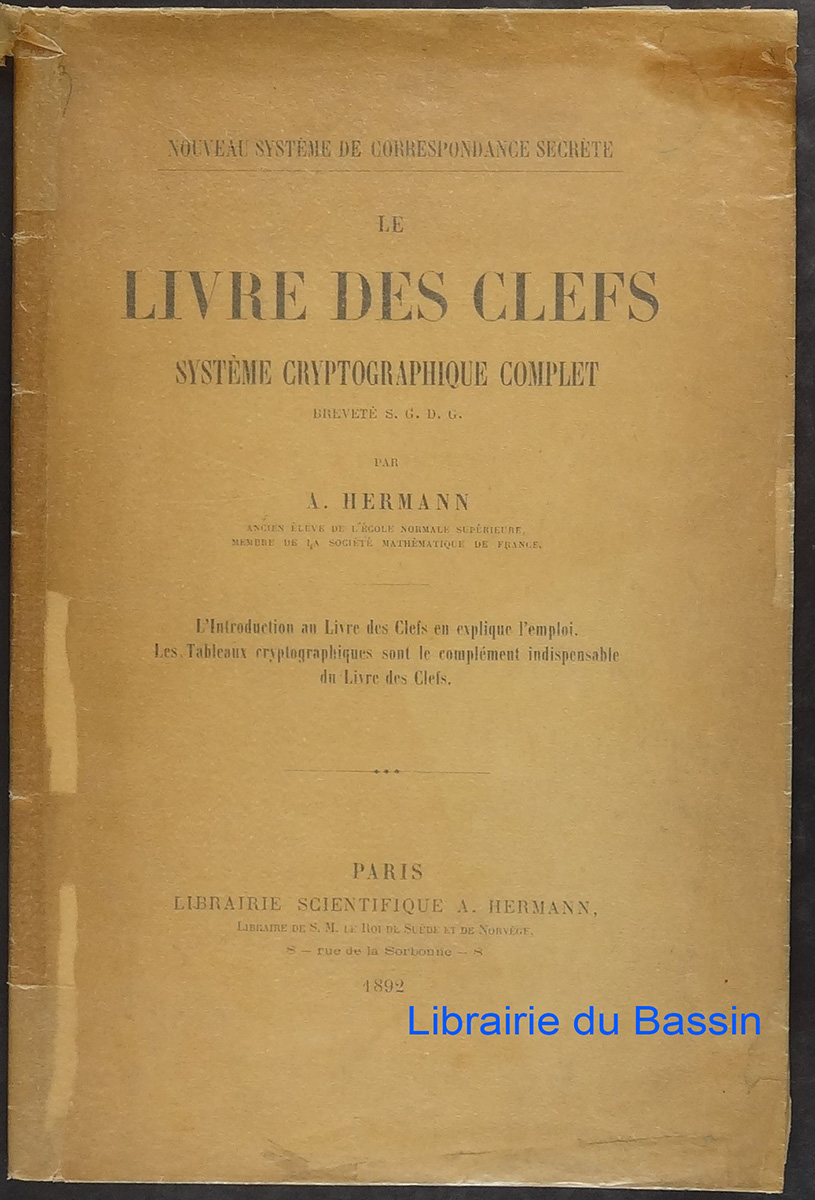 NOUVEAU SYSTÈME DE CORRESPONDANCE SECRÈTE
LE
LIVRE DES CLEFS
SYSTÈME CRYPTOGRAPHIQUE COMPLET
BREVETÉ S. G. D. G.
PAR
A. HERMANN
ANCIEN ÉLÈVE DE L'ÉCOLE NORMALE SUPÉRIEURE,
MEMBRE DE LA SOCIÉTÉ MATHÉMATIQUE DE FRANCE.
L'Introduction au Livre des Clefs en explique l'emploi.
Les Tableaux cryptographiques sont le complément indispensable
du Livre des Clefs.
PARIS
LIBRAIRIE SCIENTIFIQUE A. HERMANN,
LIBRAIRE DE S. M. LE ROI DE SUÈDE ET DE NORVÈGE,
8 — rue de la Sorbonne — 8
1892
Librairie du Bassin